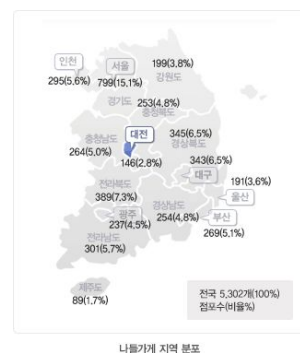 인천
서울
199(3,8%)
강원도
295(5,6%)
799(15,1%)
경기도
253(4,8%)
충청북도
충청남도
대전
345(6,5%)
경상북도
264(5,0%)
146(2,8%)
343(6,5%)
대구
전라북도
191(3,6%)
389(7,3%)
울산
광주
경상남도
237(4,5%)
254(4,8%)
부산
전라남도
269(5,1%)
301(5,7%)
제주도
89(1,7%)
전국 5,302개(100%)
점포수(비율%)
나들가게 지역 분포